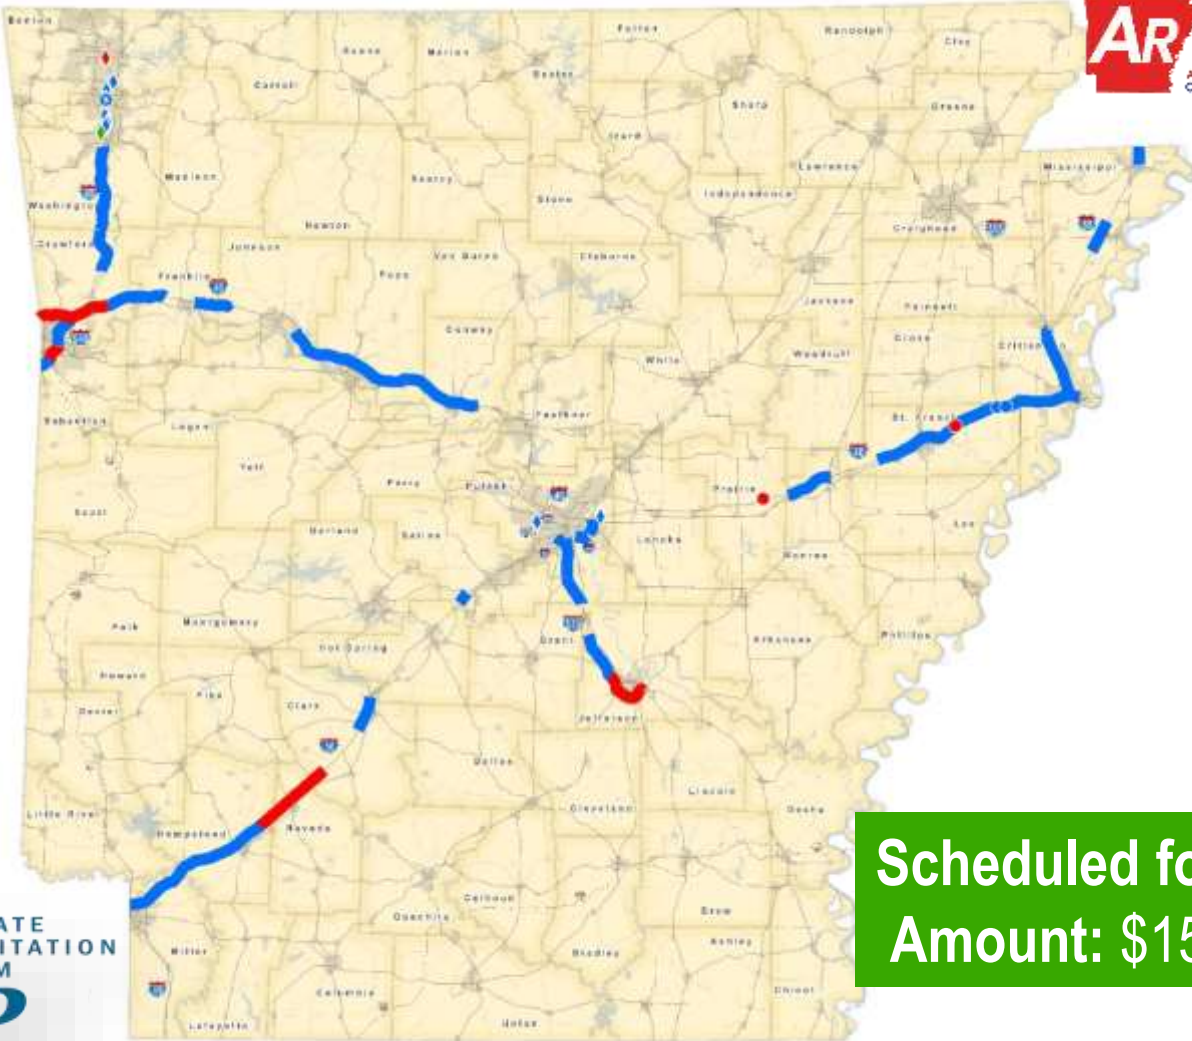 AR
Benton
Carroll
Boone
Marion
Baxter
Fulton
Randolph
Clay
Sharp
Greene
Izard
Lawrence
Mississippi
Washington
Madison
Newton
Searcy
Stone
Independence
Craighead
Crawford
Franklin
Johnson
Pope
Van Buren
Cleburne
Jackson
Poinsett
Conway
White
Woodruff
Cross
Crittenden
Sebastian
Logan
Faulkner
St. Francis
Yell
Perry
Pulaski
Prairie
Scott
Garland
Saline
Lonoke
Monroe
Lee
Polk
Montgomery
Hot Spring
Grant
Arkansas
Phillips
Howard
Sevier
Pike
Clark
Jefferson
Dallas
Cleveland
Lincoln
Desha
Little River
Hempstead
Nevada
Ouachita
Calhoun
Drew
Miller
Bradley
Ashley
Columbia
Lafayette
Union
Chicot
Scheduled fo
Amount: $15
ATE
ITATION
M